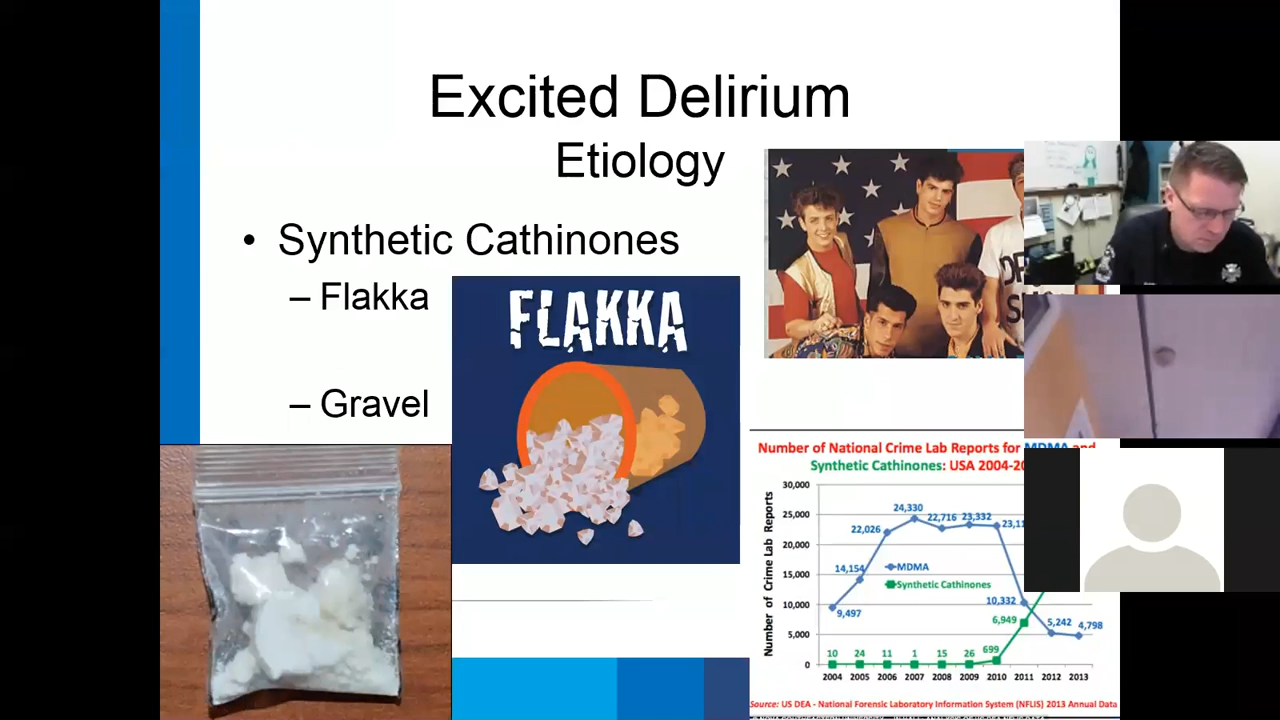 Excited Delirium
Etiology
• Synthetic Cathinones
– Flakka
– Gravel
FLAKKA
Number of National Crime Lab Reports for MDMA and
Synthetic Cathinones: USA 2004-20
Number of Crime Lab Reports
30,000
25,000
20,000
15,000
10,000
5,000
0
24,330
22,026
22,716
23,332
23,11
14,154
9,497
10,332
5,242
4,798
MDMA
Synthetic Cathinones
6,949
699
10
24
11
1
15
26
2004
2005
2006
2007
2008
2009
2010
2011
2012
2013
Source: US DEA - National Forensic Laboratory Information System (NFLIS) 2013 Annual Data